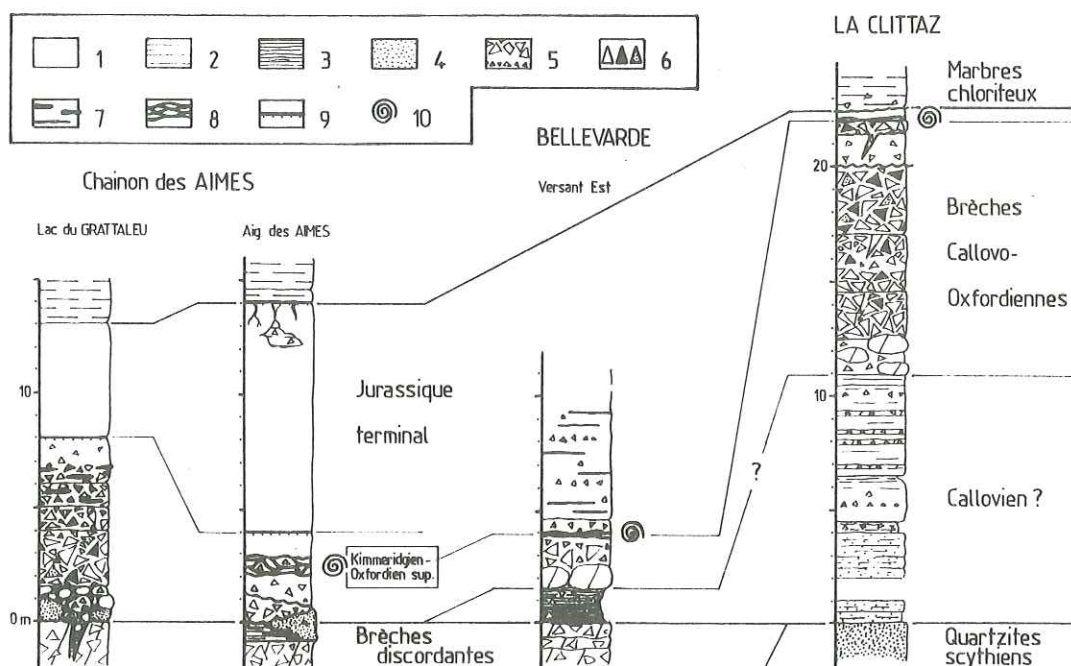 1 2 3 4 5 6
7 8 9 10
LA CLITTAZ
Marbres
chloriteux
BELLEVARDE
Versant Est
Chainon des AIMES
Lac du GRATTALEU
Aig. des AIMES
20
Brèches
Callovo-
Oxfordiennes
10
Jurassique
terminal
10
?
Callovien ?
Kimmeridgien-
Oxfordien sup.
0 m
Brèches
discordantes
Quartzites
scythiens